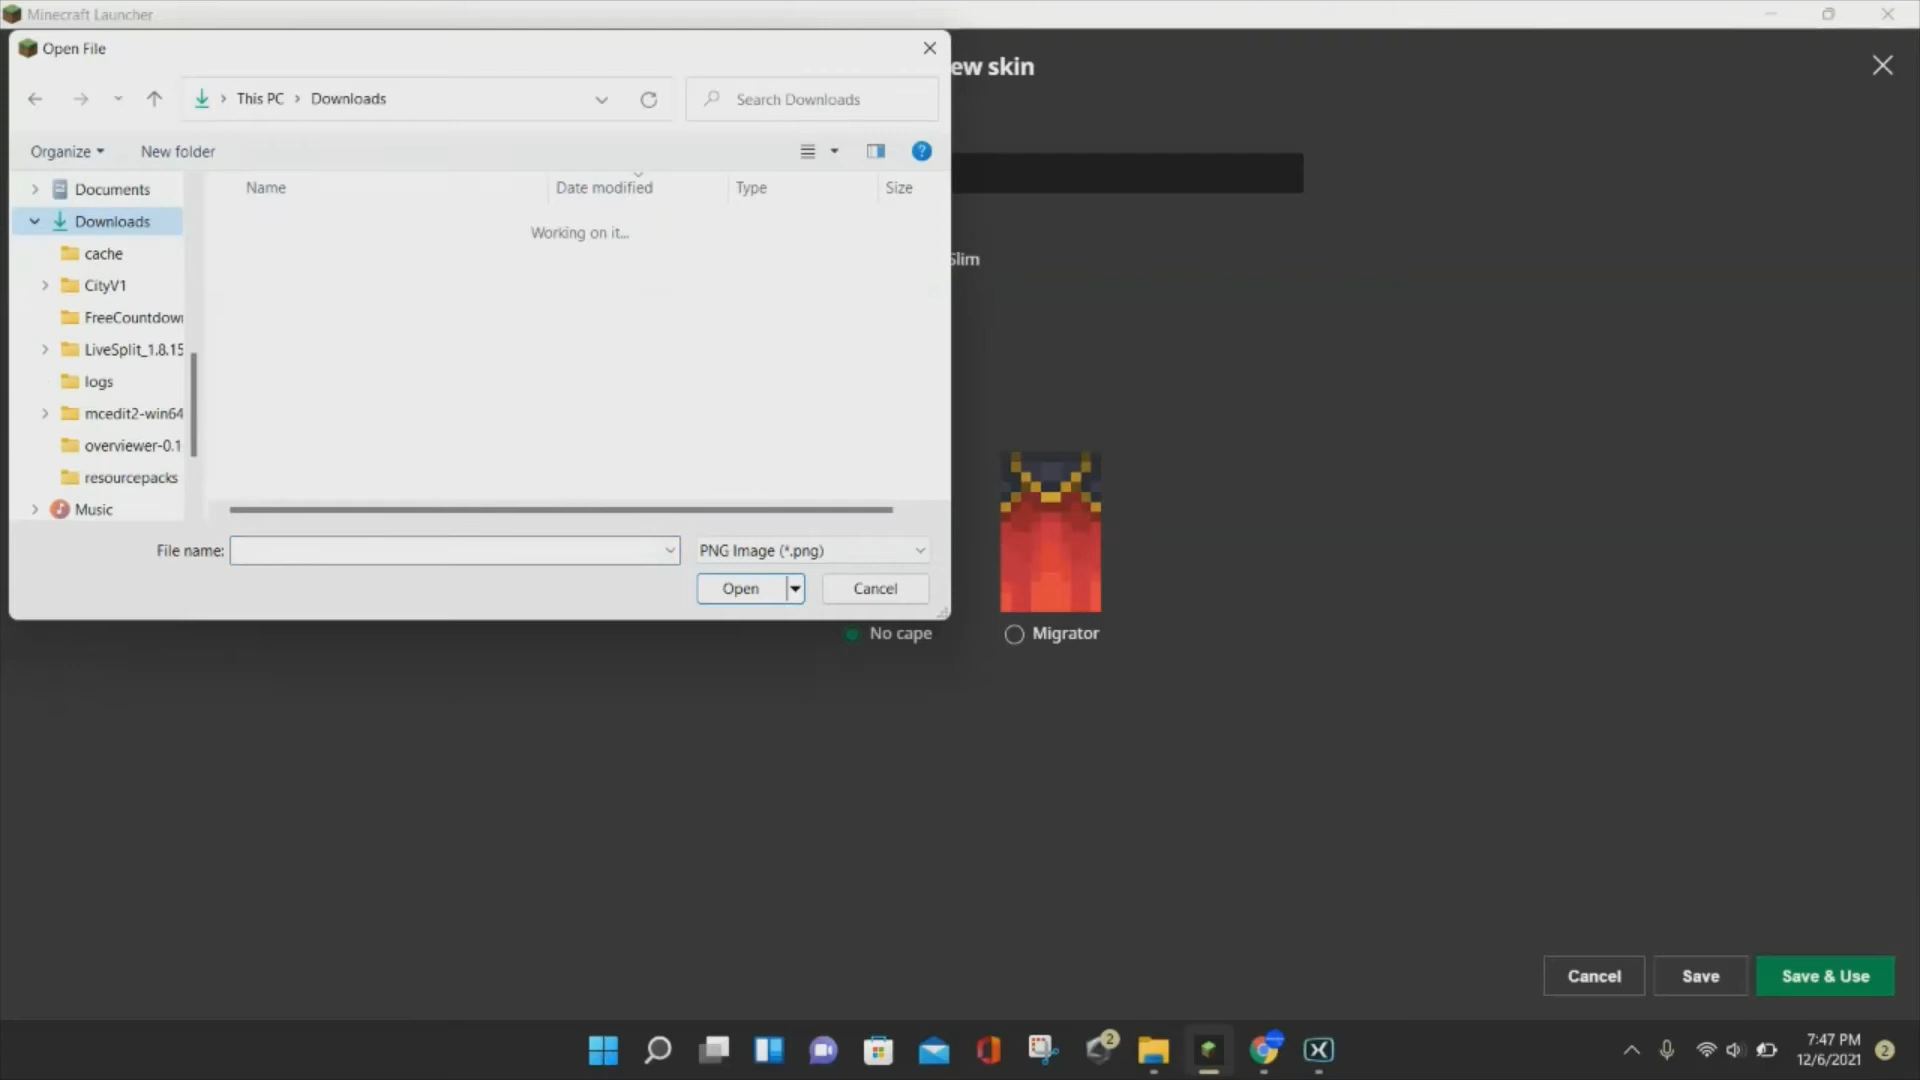 Minecraft Launcher
Open File
ew skin
This PC
Downloads
Search Downloads
Organize
New folder
?
Name
Date modified
Type
Size
Working on it...
Documents
Downloads
cache
CityV1
FreeCountdow
LiveSplit_1.8.15
logs
mcedit2-win64
overviewer-0.1
resourcepacks
Music
Slim
File name:
PNG Image (*.png)
Open
Cancel
No cape
Migrator
Cancel
Save
Save & Use
2
7:47 PM
12/6/2021
2